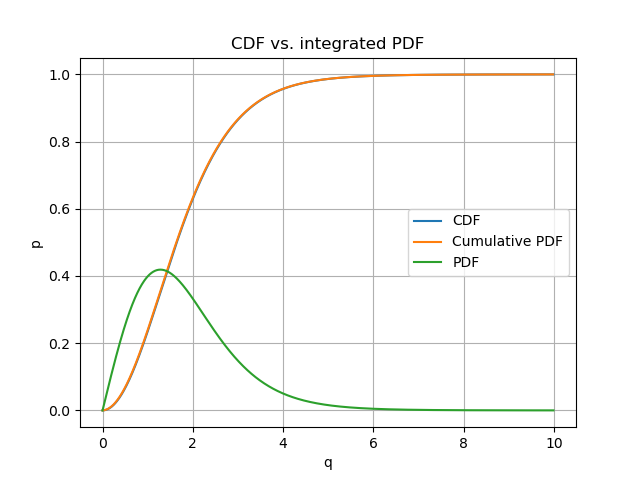 CDF vs. integrated PDF
1.0
0.8
0.6
0.4
0.2
0.0
p
CDF
Cumulative PDF
PDF
0 2 4 6 8 10
q